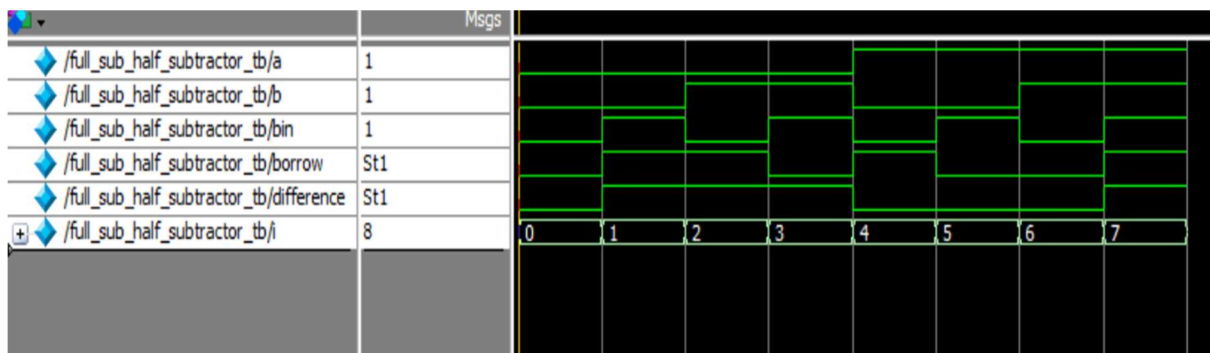 Msgs
/full_sub_half_subtractor_tb/a 1
/full_sub_half_subtractor_tb/b 1
/full_sub_half_subtractor_tb/bin 1
/full_sub_half_subtractor_tb/borrow St1
/full_sub_half_subtractor_tb/difference St1
/full_sub_half_subtractor_tb/i 8 0 1 2 3 4 5 6 7